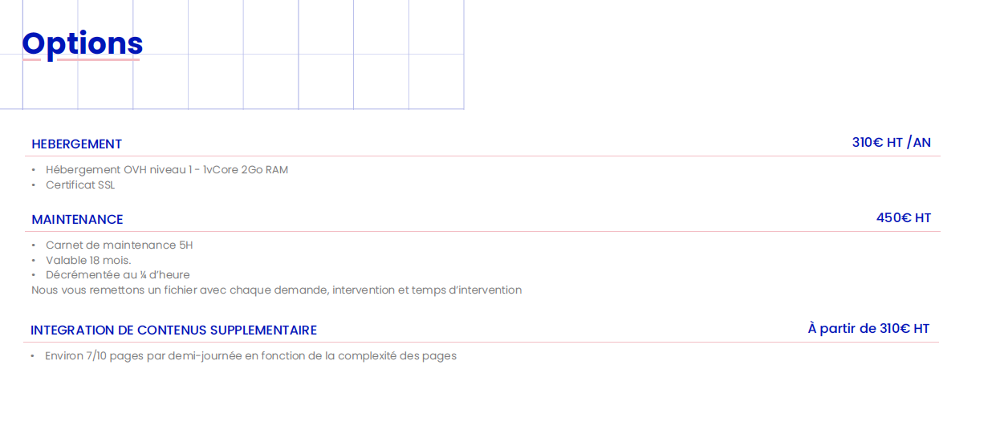 Options
HEBERGEMENT 310€ HT /AN
• Hébergement OVH niveau 1 - 1vCore 2Go RAM
• Certificat SSL
MAINTENANCE 450€ HT
• Carnet de maintenance 5H
• Valable 18 mois.
• Décrémentée au ¼ d’heure
Nous vous remettons un fichier avec chaque demande, intervention et temps d’intervention
INTEGRATION DE CONTENUS SUPPLEMENTAIRE À partir de 310€ HT
• Environ 7/10 pages par demi-journée en fonction de la complexité des pages